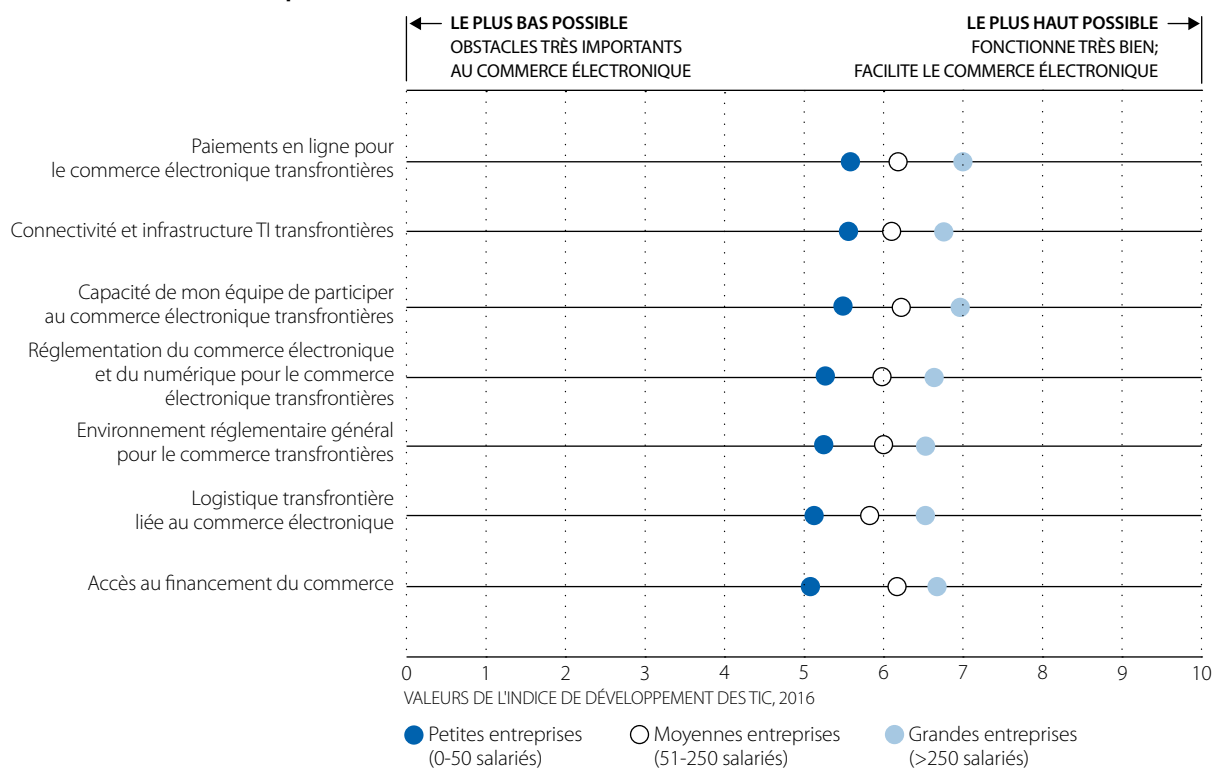 LE PLUS BAS POSSIBLE
OBSTACLES TRÈS IMPORTANTS
AU COMMERCE ÉLECTRONIQUE
LE PLUS HAUT POSSIBLE
FONCTIONNE TRÈS BIEN;
FACILITE LE COMMERCE ÉLECTRONIQUE
Paiements en ligne pour
le commerce électronique transfrontières
Connectivité et infrastructure TI transfrontières
Capacité de mon équipe de participer
au commerce électronique transfrontières
Réglementation du commerce électronique
et du numérique pour le commerce
électronique transfrontières
Environnement réglementaire général
pour le commerce transfrontières
Logistique transfrontière
liée au commerce électronique
Accès au financement du commerce
0 1 2 3 4 5 6 7 8 9 10
VALEURS DE L'INDICE DE DÉVELOPPEMENT DES TIC, 2016
Petites entreprises
(0-50 salariés)
Moyennes entreprises
(51-250 salariés)
Grandes entreprises
(>250 salariés)